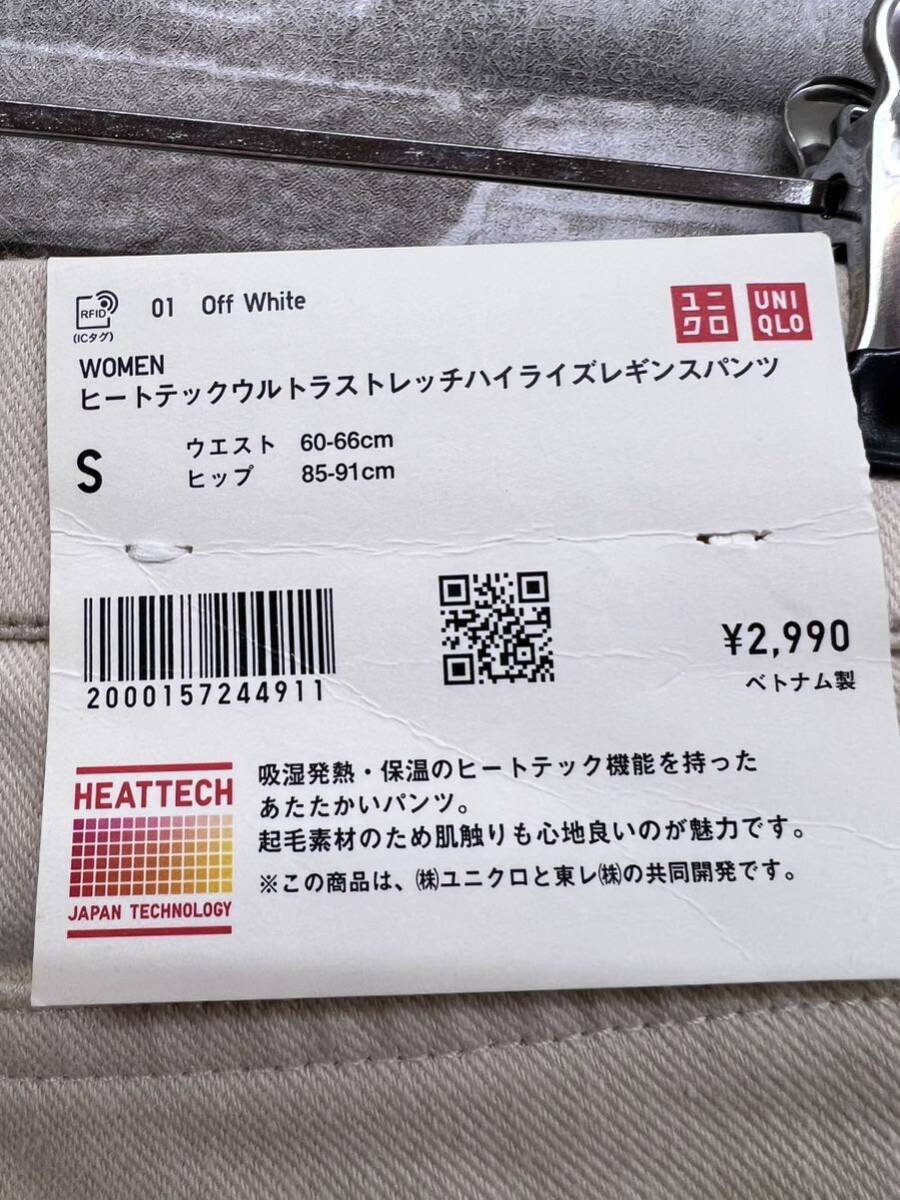 RFID 01 Off White
(ICタグ)
ユニクロ
UNIQLO
WOMEN
ヒートテックウルトラストレッチハイライズレギンスパンツ
S
ウエスト 60-66cm
ヒップ 85-91cm
2000157244911
¥2,990
ベトナム製
HEATTECH
JAPAN TECHNOLOGY
吸湿発熱・保温のヒートテック機能を持った
あたたかいパンツ。
起毛素材のため肌触りも心地良いのが魅力です。
※この商品は、㈱ユニクロと東レ㈱の共同開発です。